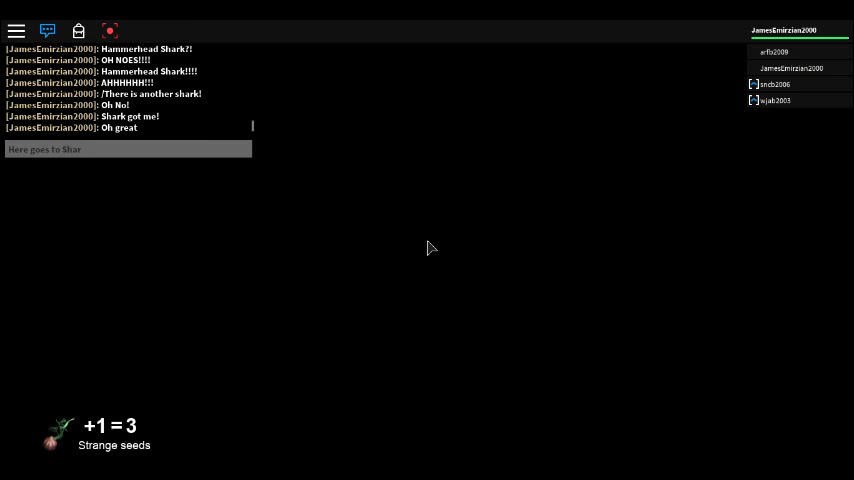 JamesEmirzian2000
[JamesEmirzian2000]: Hammerhead Shark?!
[JamesEmirzian2000]: OH NOES!!!!
[JamesEmirzian2000]: Hammerhead Shark!!!!
[JamesEmirzian2000]: AHHHHHH!!!
[JamesEmirzian2000]: /There is another shark!
[JamesEmirzian2000]: Oh No!
[JamesEmirzian2000]: Shark got me!
[JamesEmirzian2000]: Oh great
Here goes to Shar
arfb2009
JamesEmirzian2000
sncb2006
wjab2003
+1 = 3
Strange seeds